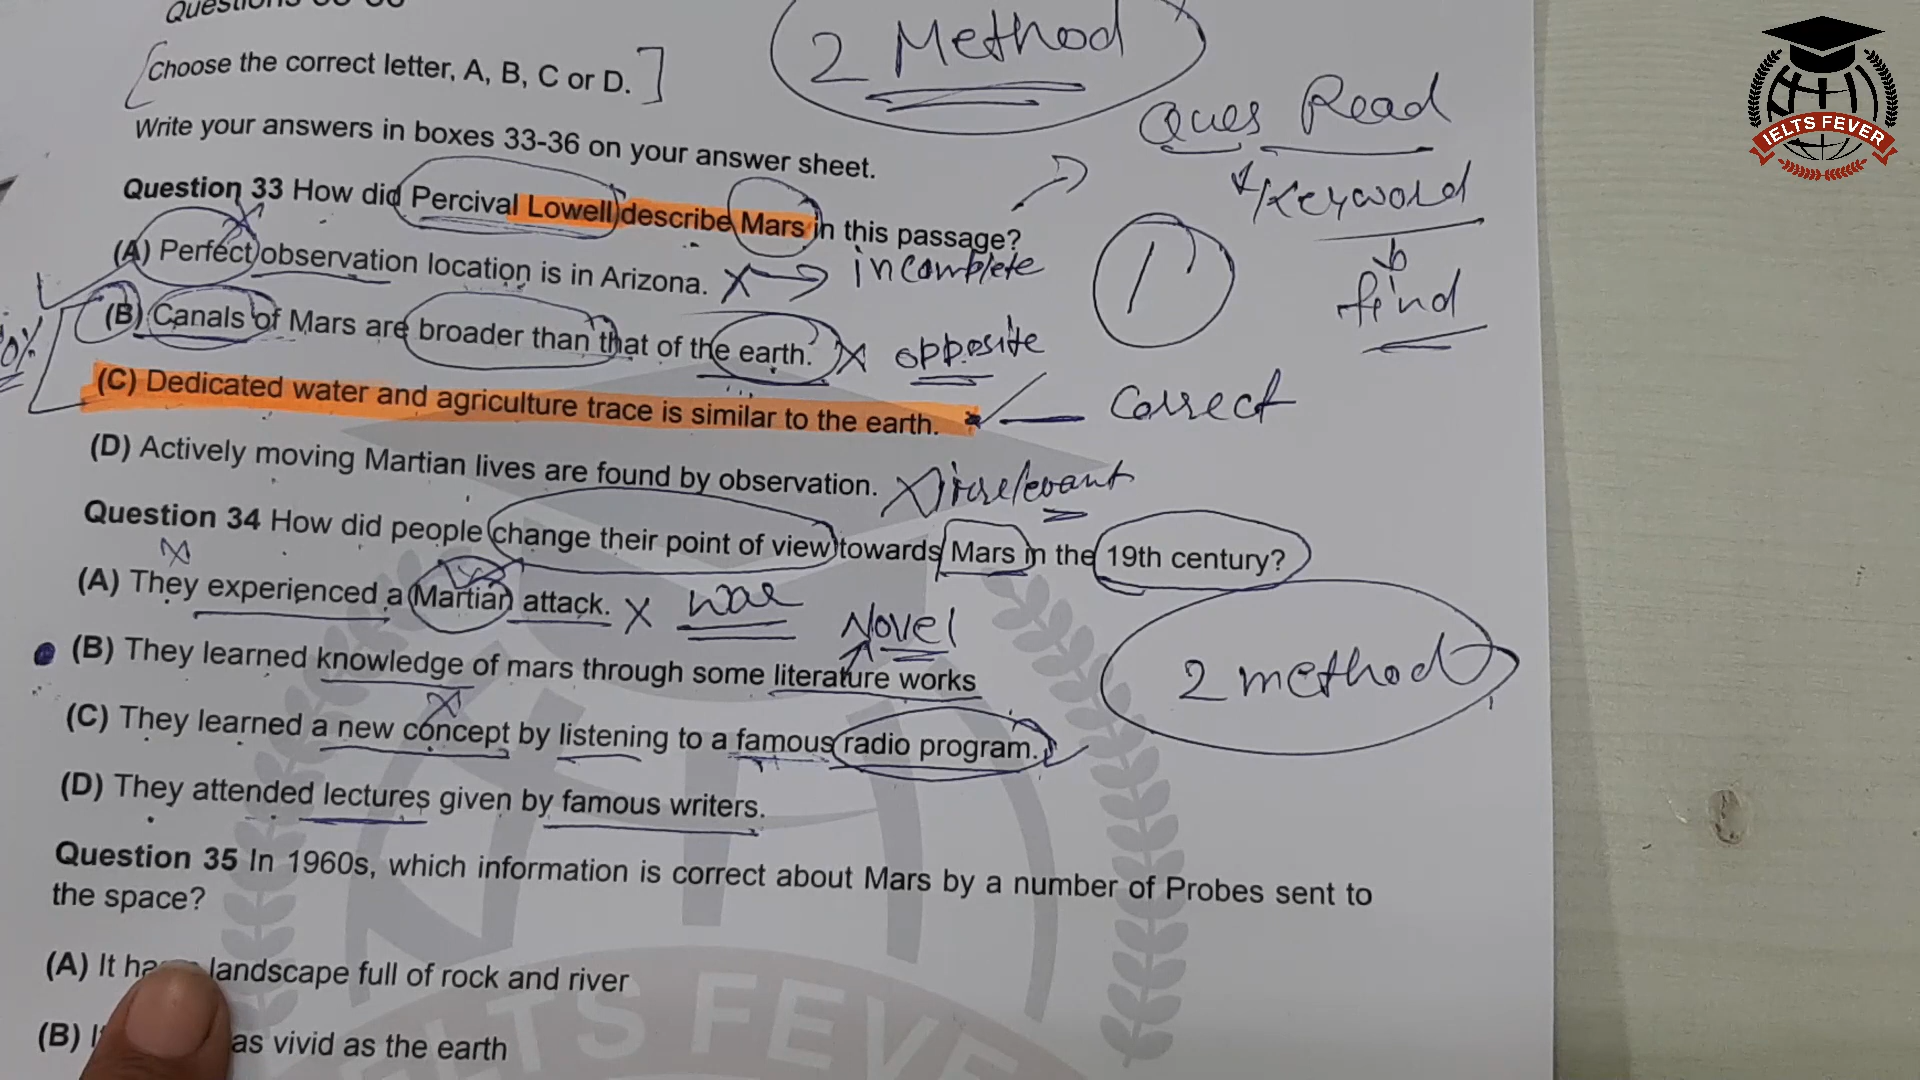 Choose the correct letter, A, B, C or D.
2 Method
Write your answers in boxes 33-36 on your answer sheet.
Ques Read
Keyword
find
1
IELTS FEVER
Question 33 How did Percival Lowell describe Mars in this passage?
(A) Perfect observation location is in Arizona. X → incomplete
(B) Canals of Mars are broader than that of the earth. X opposite
(C) Dedicated water and agriculture trace is similar to the earth. Correct
(D) Actively moving Martian lives are found by observation. X irrelevant
Question 34 How did people change their point of view towards Mars in the 19th century?
(A) They experienced a Martian attack. X war
Novel
(B) They learned knowledge of mars through some literature works
2 method
(C) They learned a new concept by listening to a famous radio program.
(D) They attended lectures given by famous writers.
Question 35 In 1960s, which information is correct about Mars by a number of Probes sent to
the space?
(A) It landscape full of rock and river
(B) as vivid as the earth
IELTS FEVE